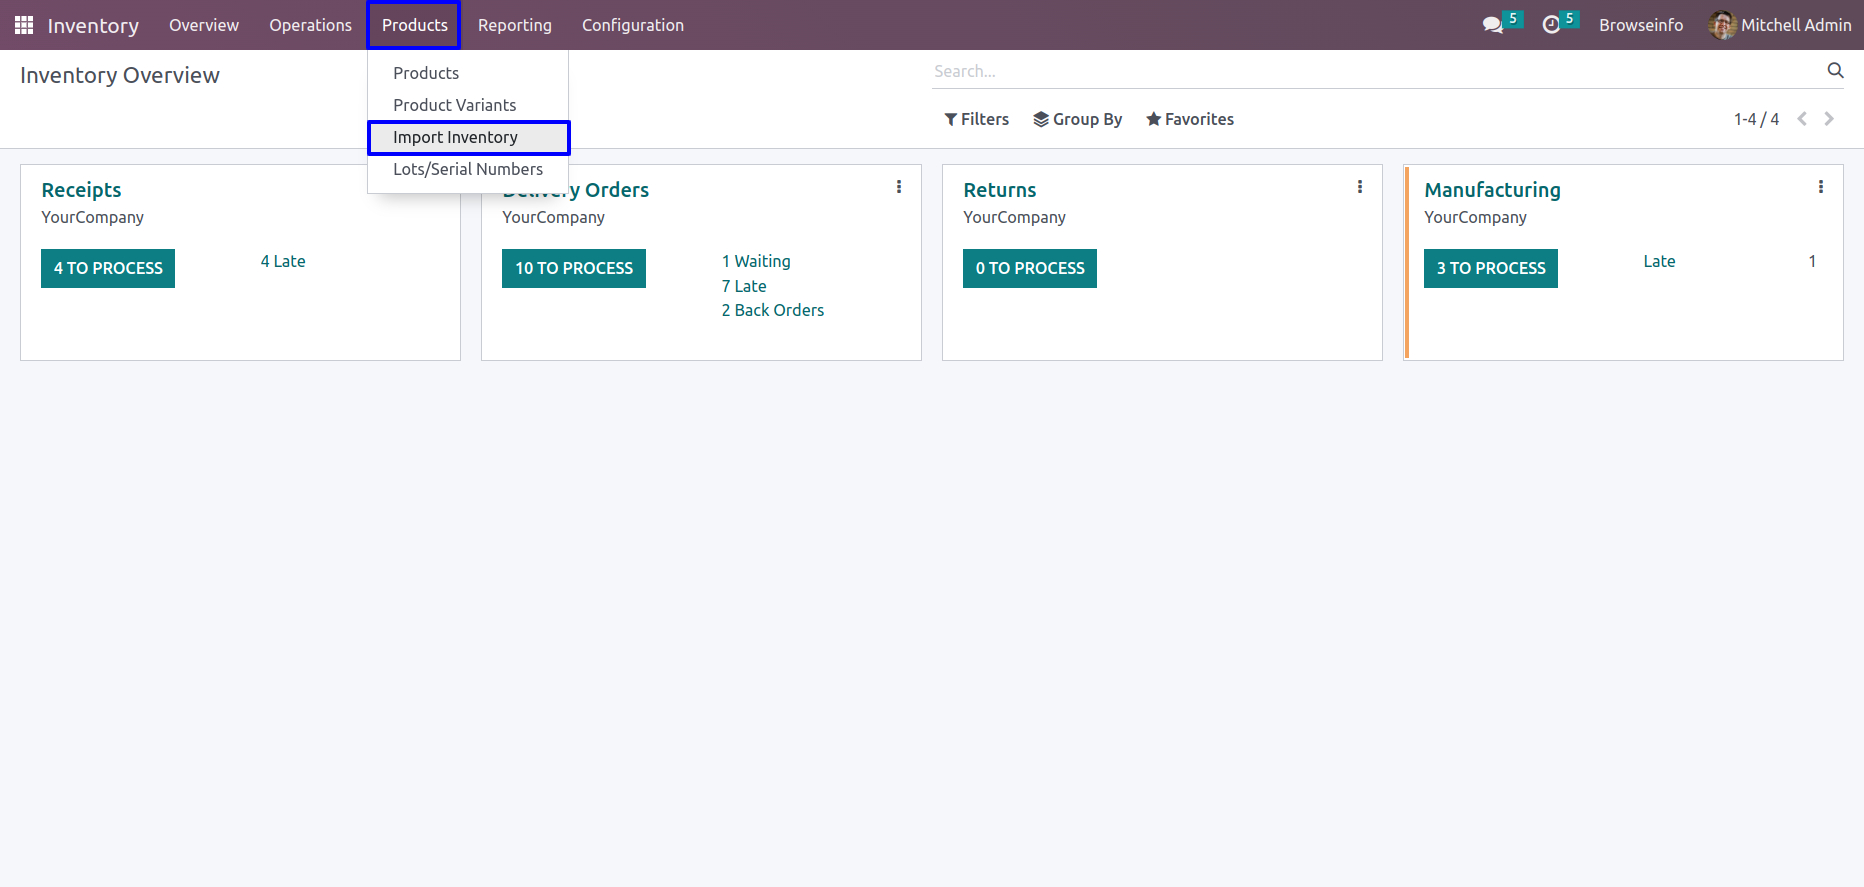 Inventory Overview Operations Products Reporting Configuration 5 5 Browseinfo Mitchell Admin
Inventory Overview
Search...
Filters Group By Favorites 1-4 / 4
Products
Product Variants
Import Inventory
Lots/Serial Numbers
Receipts
YourCompany
4 TO PROCESS
4 Late
Delivery Orders
YourCompany
10 TO PROCESS
1 Waiting
7 Late
2 Back Orders
Returns
YourCompany
0 TO PROCESS
Manufacturing
YourCompany
3 TO PROCESS
Late 1